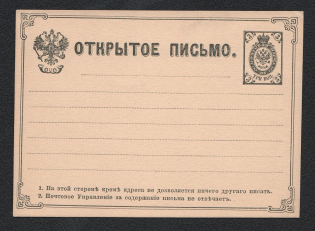 ОТКРЫТОЕ ПИСЬМО.
1. На этой сторонѣ кромѣ адреса не дозволяется ничего другаго писать.
2. Почтовое Управленіе за содержаніе письма не отвѣчаетъ.